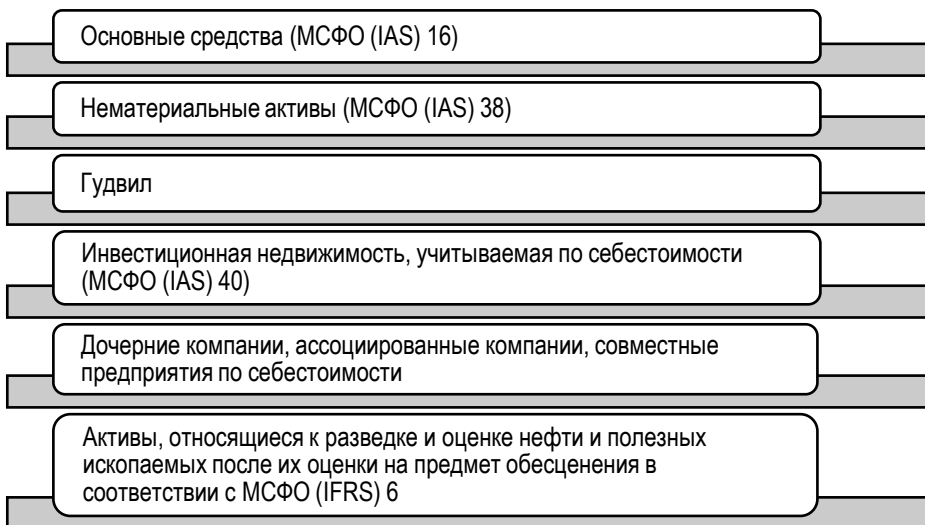 Основные средства (МСФО (IAS) 16)
Нематериальные активы (МСФО (IAS) 38)
Гудвил
Инвестиционная недвижимость, учитываемая по себестоимости
(МСФО (IAS) 40)
Дочерние компании, ассоциированные компании, совместные
предприятия по себестоимости
Активы, относящиеся к разведке и оценке нефти и полезных
ископаемых после их оценки на предмет обесценения в
соответствии с МСФО (IFRS) 6